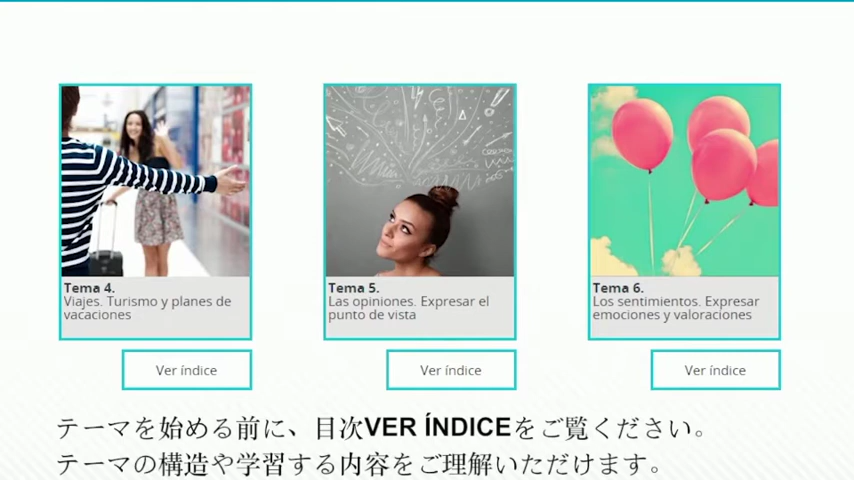 Tema 4.
Viajes. Turismo y planes de
vacaciones
Ver índice
Tema 5.
Las opiniones. Expresar el
punto de vista
Ver índice
Tema 6.
Los sentimientos. Expresar
emociones y valoraciones
Ver índice
テーマを始める前に、目次VER ÍNDICEをご覧ください。
テーマの構造や学習する内容をご理解いただけます。